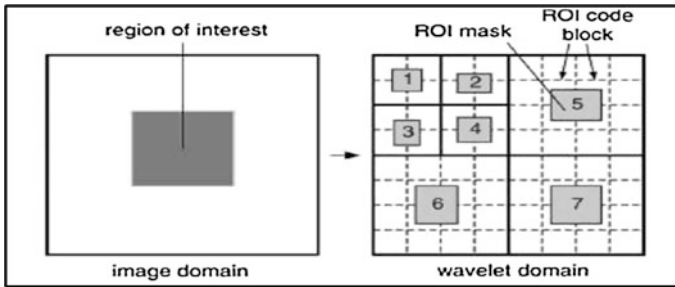 region of interest
ROI mask
ROI code
block
1
2
3
4
5
6
7
image domain
wavelet domain